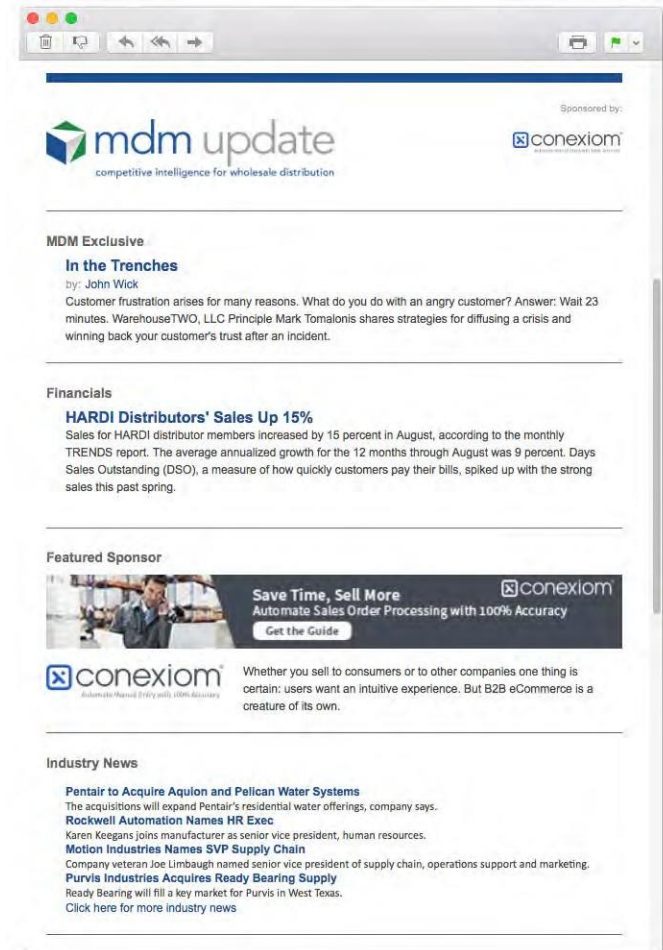 Sponsored by:
mdm update
conexiom
competitive intelligence for wholesale distribution
MDM Exclusive
In the Trenches
by: John Wick
Customer frustration arises for many reasons. What do you do with an angry customer? Answer: Wait 23
minutes. WarehouseTWO, LLC Principle Mark Tomalonis shares strategies for diffusing a crisis and
winning back your customer's trust after an incident.
Financials
HARDI Distributors' Sales Up 15%
Sales for HARDI distributor members increased by 15 percent in August, according to the monthly
TRENDS report. The average annualized growth for the 12 months through August was 9 percent. Days
Sales Outstanding (DSO), a measure of how quickly customers pay their bills, spiked up with the strong
sales this past spring.
Featured Sponsor
conexiom
Save Time, Sell More
Automate Sales Order Processing with 100% Accuracy
Get the Guide
conexiom
Automate Manual Entry with 100% Accuracy
Whether you sell to consumers or to other companies one thing is
certain: users want an intuitive experience. But B2B eCommerce is a
creature of its own.
Industry News
Pentair to Acquire Aquion and Pelican Water Systems
The acquisitions will expand Pentair's residential water offerings, company says.
Rockwell Automation Names HR Exec
Karen Keegans joins manufacturer as senior vice president, human resources.
Motion Industries Names SVP Supply Chain
Company veteran Joe Limbaugh named senior vice president of supply chain, operations support and marketing.
Purvis Industries Acquires Ready Bearing Supply
Ready Bearing will fill a key market for Purvis in West Texas.
Click here for more industry news